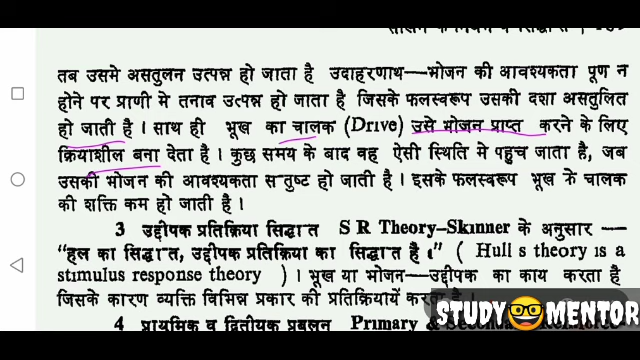 तब उसमे असतुलन उत्पन्न हो जाता है उदाहरणाथ—भोजन की आवश्यकता पूण न
होने पर प्राणी मे तनाव उत्पन्न हो जाता है जिसके फलस्वरूप उसकी दशा असतुलित
हो जाती है । साथ ही भूख का चालक (Drive) उसे भोजन प्राप्त करने के लिए
क्रियाशील बना देता है । कुछ समय के बाद वह ऐसी स्थिति मे पहुच जाता है, जब
उसकी भोजन की आवश्यकता सतुष्ट हो जाती है । इसके फलस्वरूप भूख के चालक
की शक्ति कम हो जाती है ।
3 उद्दीपक प्रतिक्रिया सिद्धात S R Theory—Skinner के अनुसार —
"हल का सिद्धात, उद्दीपक प्रतिक्रिया का सिद्धात है ।" ( Hull s theory is a
stimulus response theory ) । भूख या भोजन—उद्दीपक का काय करता है
जिसके कारण व्यक्ति विभिन्न प्रकार की प्रतिक्रियायें करता है ।
4 प्राथमिक व द्वितीयक प्रबलन Primary &
STUDY MENTOR